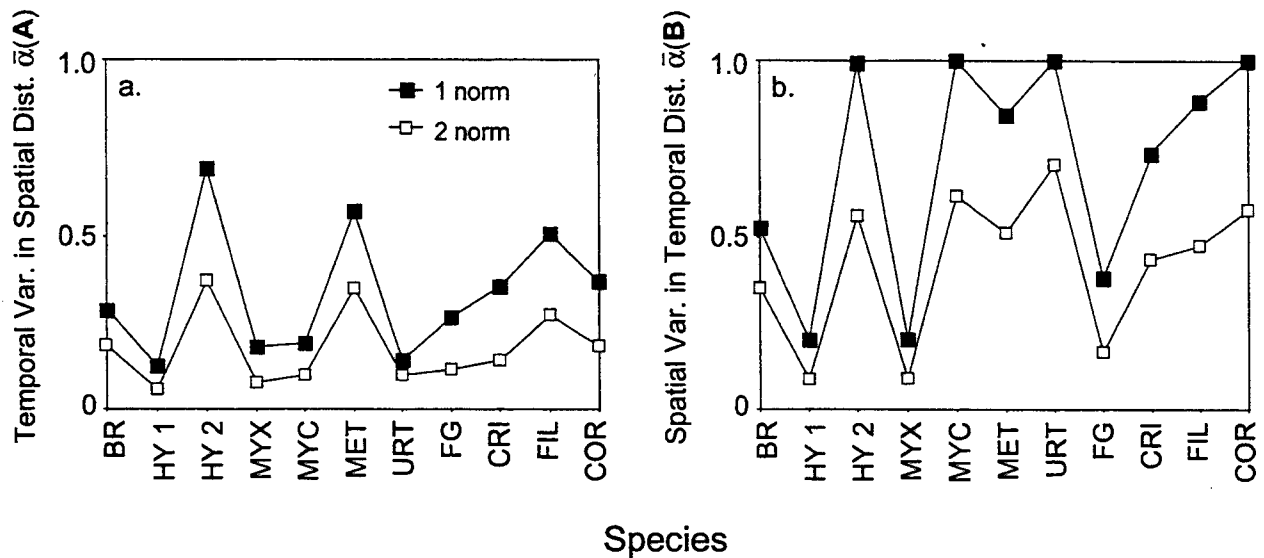 Temporal Var. in Spatial Dist. ᾱ(A)
1.0
0.5
0
a.
1 norm
2 norm
BR
HY 1
HY 2
MYX
MYC
MET
URT
FG
CRI
FIL
COR
Spatial Var. in Temporal Dist. ᾱ(B)
1.0
0.5
0
b.
BR
HY 1
HY 2
MYX
MYC
MET
URT
FG
CRI
FIL
COR
Species